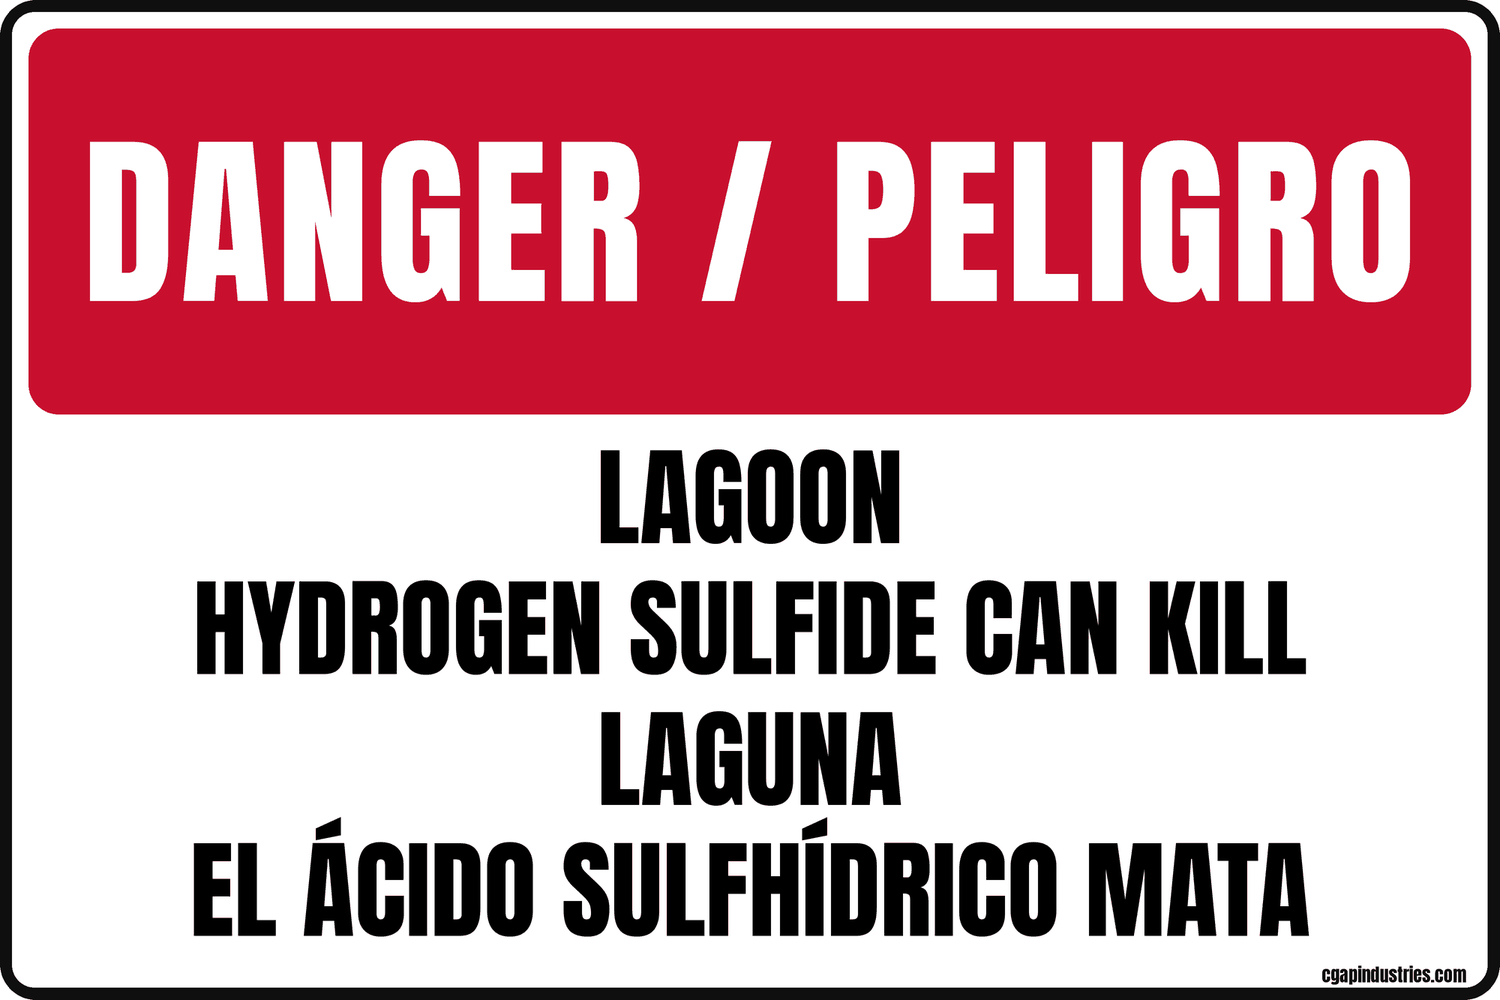 DANGER / PELIGRO
LAGOON
HYDROGEN SULFIDE CAN KILL
LAGUNA
EL ÁCIDO SULFHÍDRICO MATA
cgapindustries.com